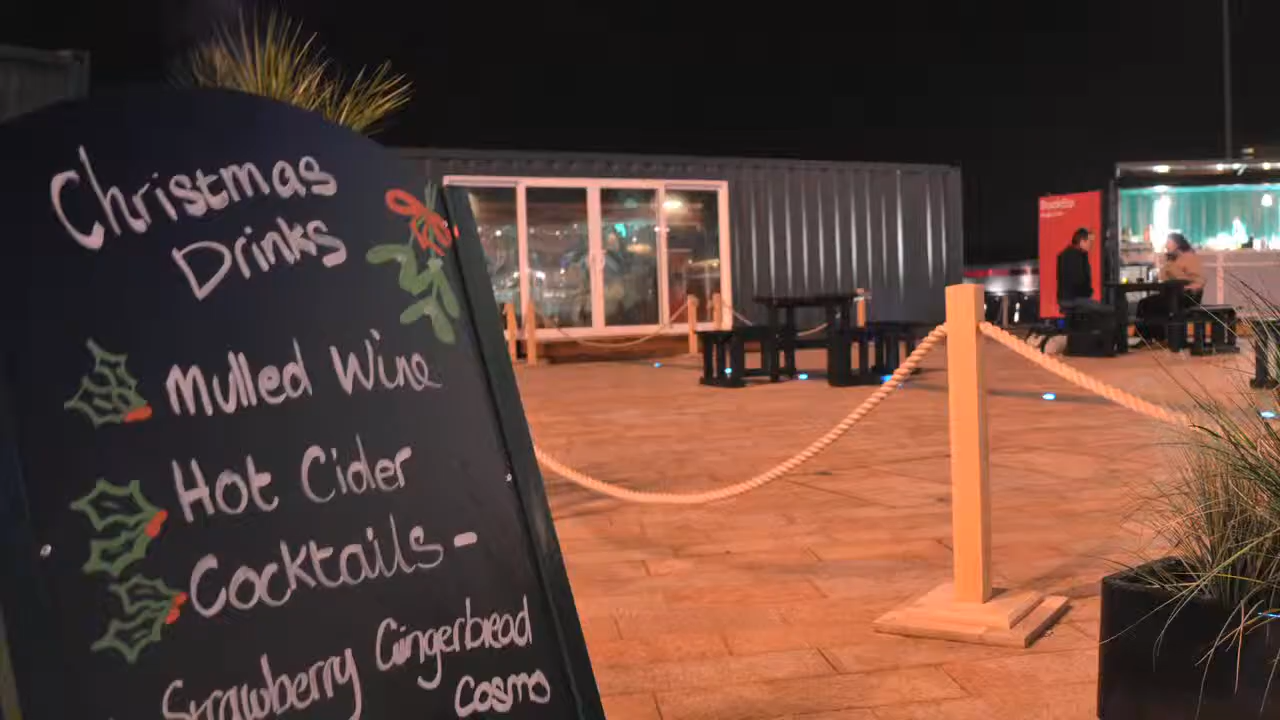 Christmas
Drinks
Mulled Wine
Hot Cider
Cocktails -
Strawberry Gingerbread
Cosmo